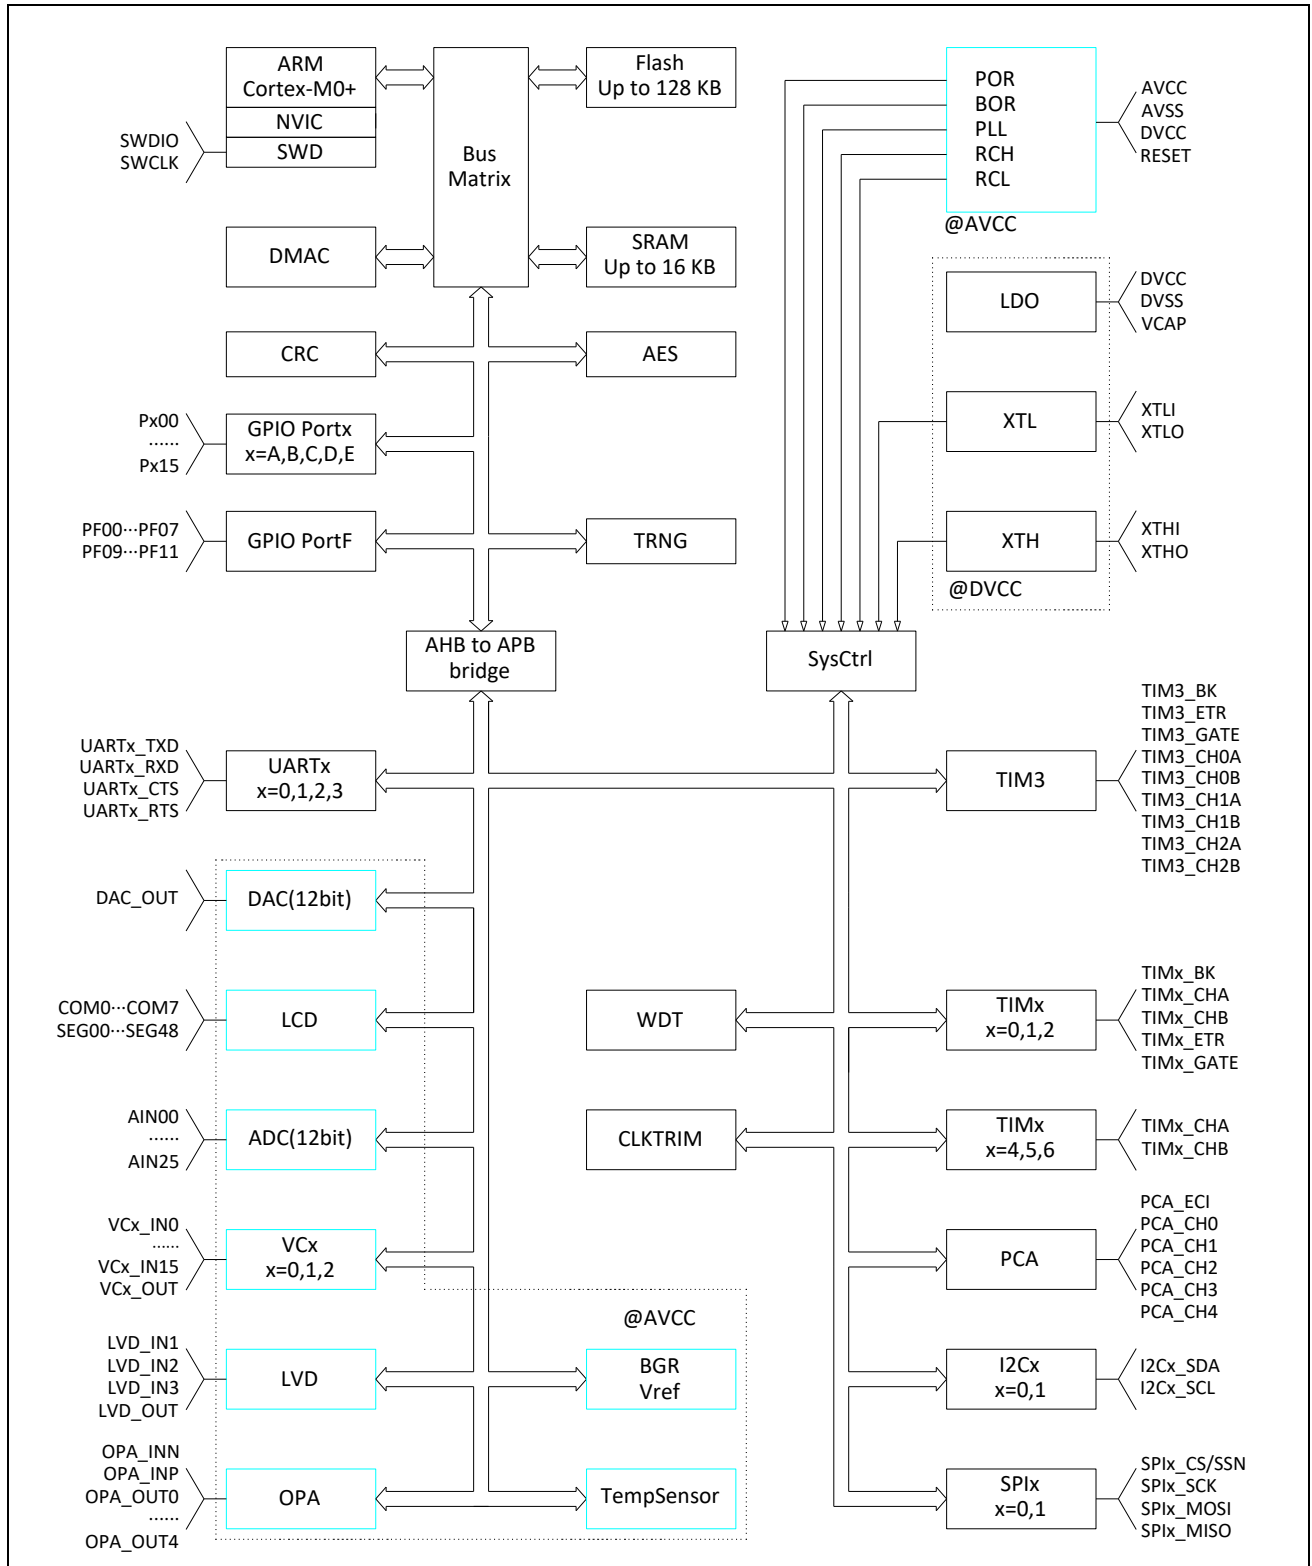 ARM
Cortex-M0+
NVIC
SWD
SWDIO
SWCLK
Bus
Matrix
Flash
Up to 128 KB
DMAC
SRAM
Up to 16 KB
POR
BOR
PLL
RCH
RCL
@AVCC
AVCC
AVSS
DVCC
RESET
LDO
DVCC
DVSS
VCAP
XTL
XTLI
XTLO
XTH
XTHI
XTHO
@DVCC
CRC
AES
Px00
······
Px15
GPIO Portx
x=A,B,C,D,E
PF00···PF07
PF09···PF11
GPIO PortF
TRNG
AHB to APB
bridge
SysCtrl
UARTx_TXD
UARTx_RXD
UARTx_CTS
UARTx_RTS
UARTx
x=0,1,2,3
TIM3
TIM3_BK
TIM3_ETR
TIM3_GATE
TIM3_CH0A
TIM3_CH0B
TIM3_CH1A
TIM3_CH1B
TIM3_CH2A
TIM3_CH2B
DAC_OUT
DAC(12bit)
COM0···COM7
SEG00···SEG48
LCD
WDT
TIMx
x=0,1,2
TIMx_BK
TIMx_CHA
TIMx_CHB
TIMx_ETR
TIMx_GATE
AIN00
······
AIN25
ADC(12bit)
CLKTRIM
TIMx
x=4,5,6
TIMx_CHA
TIMx_CHB
VCx_IN0
······
VCx_IN15
VCx_OUT
VCx
x=0,1,2
PCA
PCA_ECI
PCA_CH0
PCA_CH1
PCA_CH2
PCA_CH3
PCA_CH4
@AVCC
LVD_IN1
LVD_IN2
LVD_IN3
LVD_OUT
LVD
BGR
Vref
I2Cx
x=0,1
I2Cx_SDA
I2Cx_SCL
OPA_INN
OPA_INP
OPA_OUT0
······
OPA_OUT4
OPA
TempSensor
SPIx
x=0,1
SPIx_CS/SSN
SPIx_SCK
SPIx_MOSI
SPIx_MISO